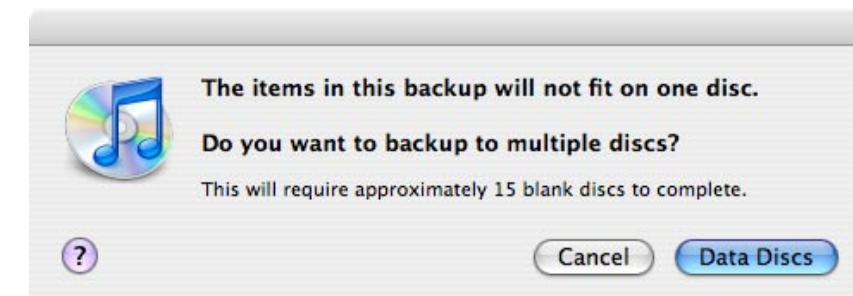 The items in this backup will not fit on one disc.
Do you want to backup to multiple discs?
This will require approximately 15 blank discs to complete.
?
Cancel
Data Discs